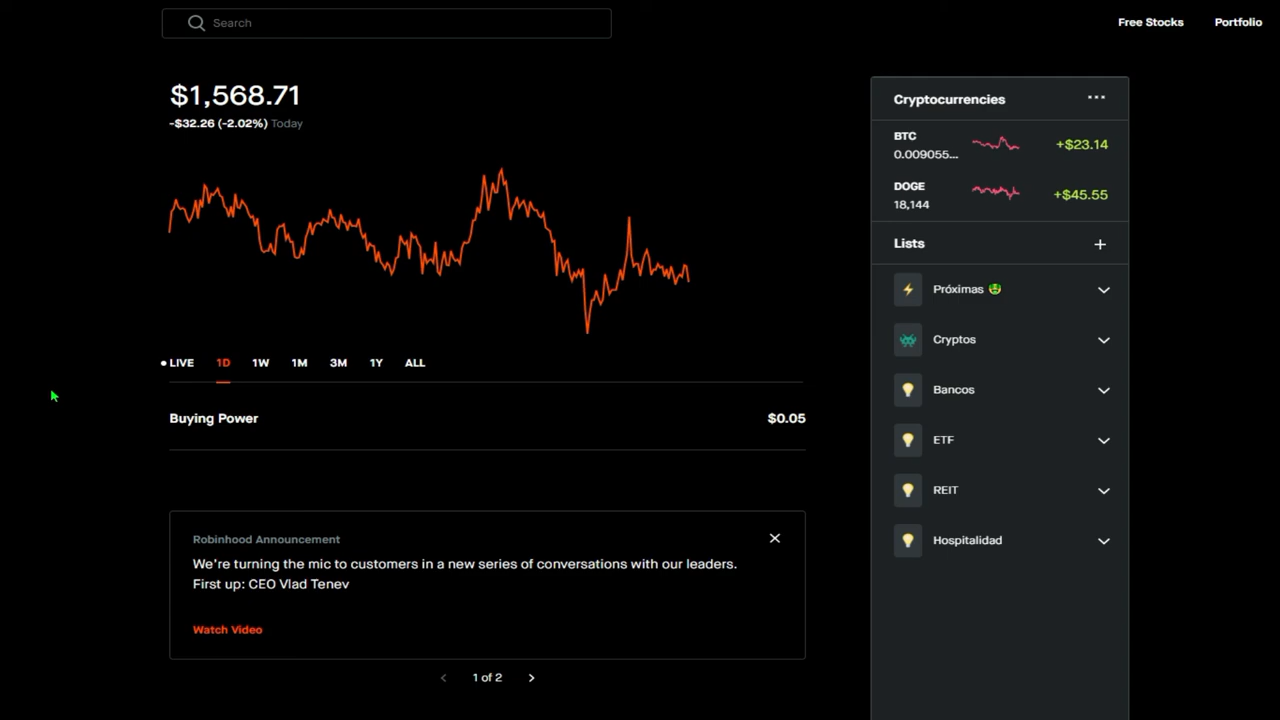 Search
Free Stocks
Portfolio
$1,568.71
-$32.26 (-2.02%) Today
LIVE 1D 1W 1M 3M 1Y ALL
Buying Power $0.05
Robinhood Announcement
We're turning the mic to customers in a new series of conversations with our leaders.
First up: CEO Vlad Tenev
Watch Video
1 of 2
Cryptocurrencies
BTC
0.009055...
+$23.14
DOGE
18,144
+$45.55
Lists
Próximas
Cryptos
Bancos
ETF
REIT
Hospitalidad